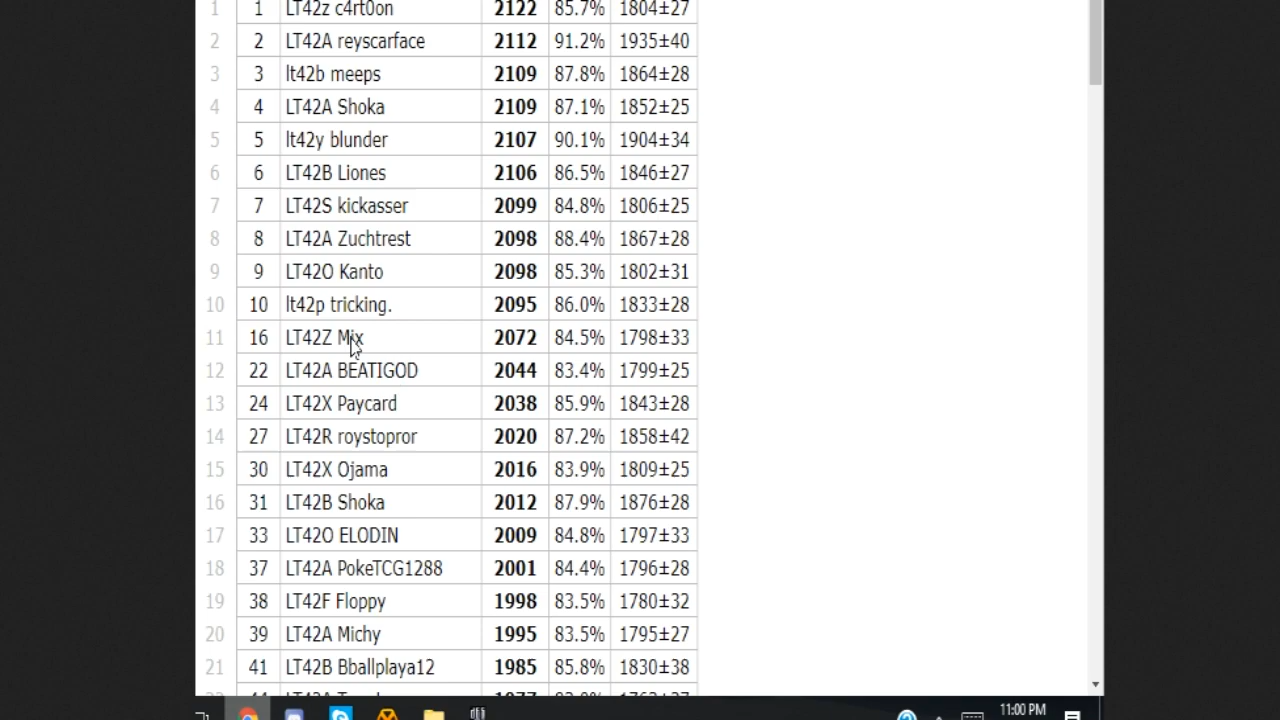 1 1 LT42z c4rt0on 2122 85.7% 1804±27
2 2 LT42A reyscarface 2112 91.2% 1935±40
3 3 lt42b meeps 2109 87.8% 1864±28
4 4 LT42A Shoka 2109 87.1% 1852±25
5 5 lt42y blunder 2107 90.1% 1904±34
6 6 LT42B Liones 2106 86.5% 1846±27
7 7 LT42S kickasser 2099 84.8% 1806±25
8 8 LT42A Zuchtrest 2098 88.4% 1867±28
9 9 LT42O Kanto 2098 85.3% 1802±31
10 10 lt42p tricking. 2095 86.0% 1833±28
11 16 LT42Z Mix 2072 84.5% 1798±33
12 22 LT42A BEATIGOD 2044 83.4% 1799±25
13 24 LT42X Paycard 2038 85.9% 1843±28
14 27 LT42R roystopror 2020 87.2% 1858±42
15 30 LT42X Ojama 2016 83.9% 1809±25
16 31 LT42B Shoka 2012 87.9% 1876±28
17 33 LT42O ELODIN 2009 84.8% 1797±33
18 37 LT42A PokeTCG1288 2001 84.4% 1796±28
19 38 LT42F Floppy 1998 83.5% 1780±32
20 39 LT42A Michy 1995 83.5% 1795±27
21 41 LT42B Bballplaya12 1985 85.8% 1830±38
11:00 PM